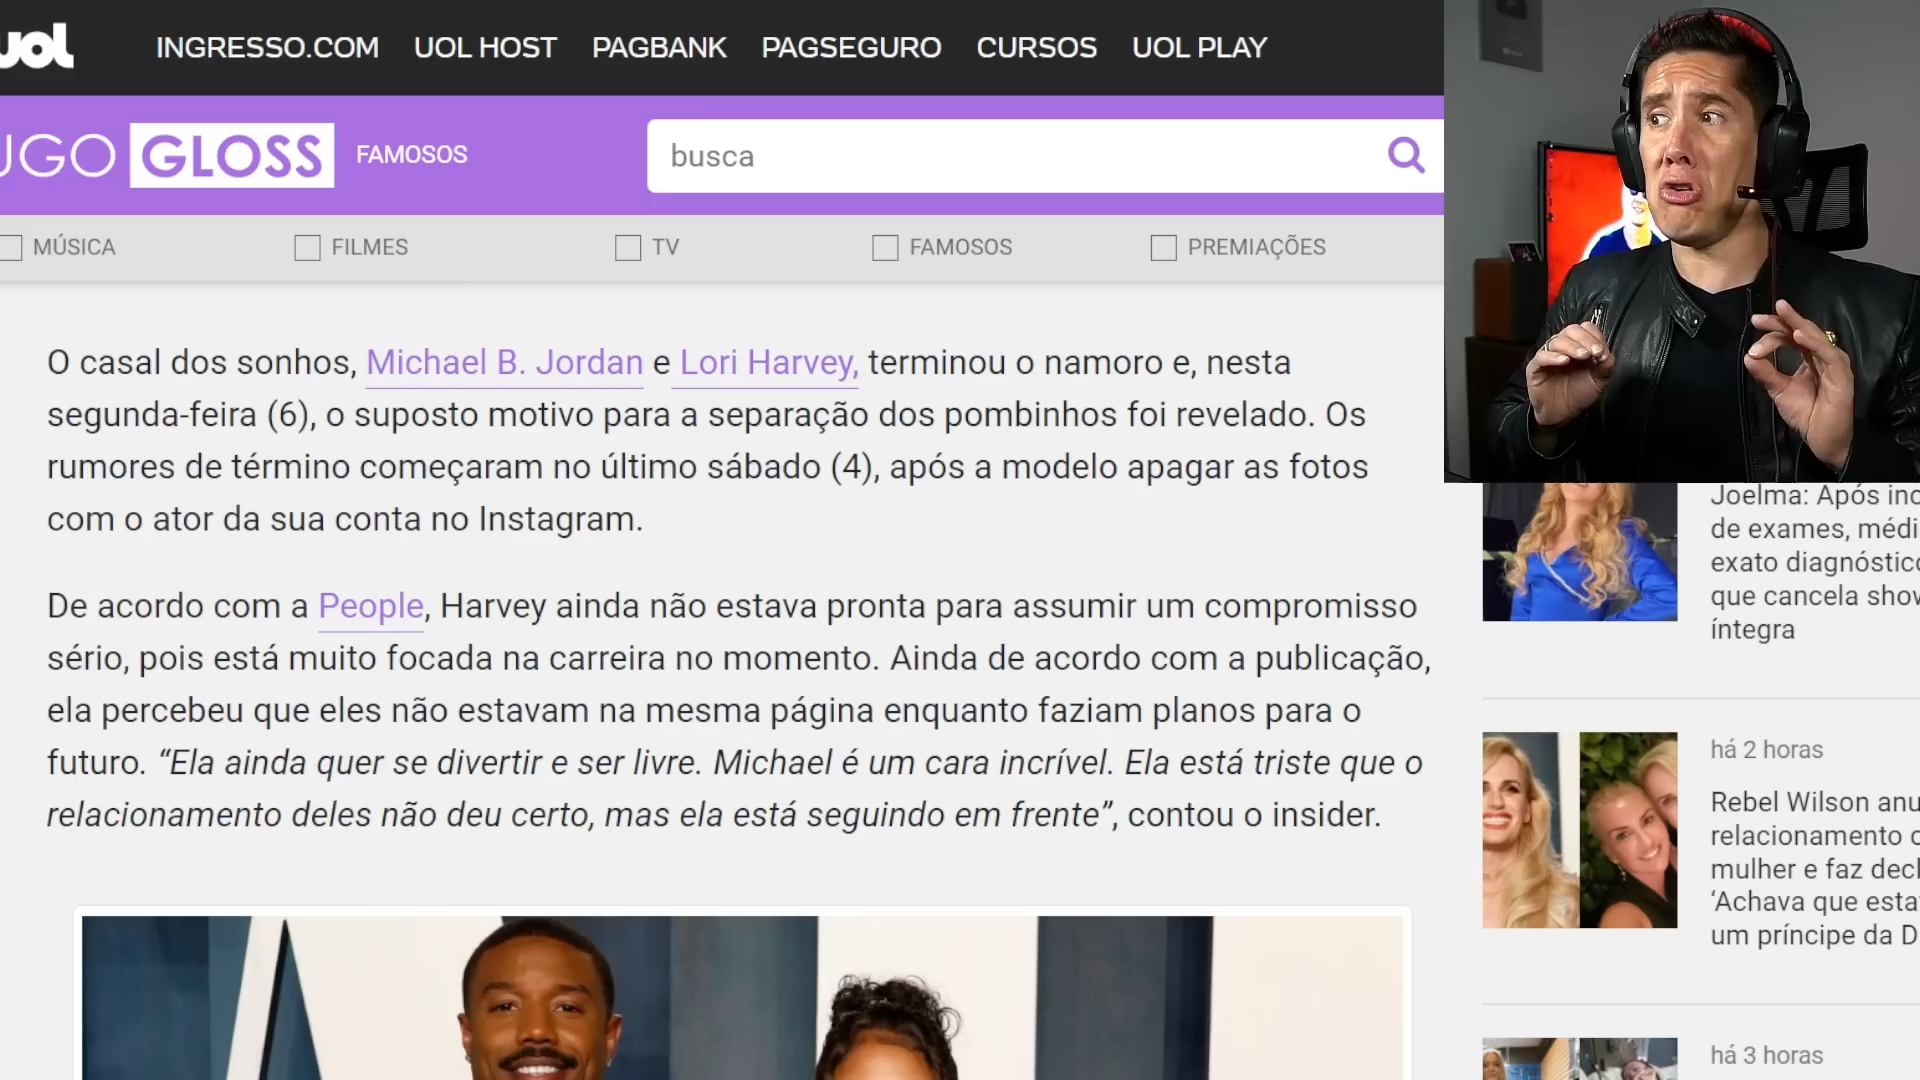 uol
INGRESSO.COM UOL HOST PAGBANK PAGSEGURO CURSOS UOL PLAY
UGO GLOSS FAMOSOS
busca
MÚSICA FILMES TV FAMOSOS PREMIAÇÕES
O casal dos sonhos, Michael B. Jordan e Lori Harvey, terminou o namoro e, nesta
segunda-feira (6), o suposto motivo para a separação dos pombinhos foi revelado. Os
rumores de término começaram no último sábado (4), após a modelo apagar as fotos
com o ator da sua conta no Instagram.
De acordo com a People, Harvey ainda não estava pronta para assumir um compromisso
sério, pois está muito focada na carreira no momento. Ainda de acordo com a publicação,
ela percebeu que eles não estavam na mesma página enquanto faziam planos para o
futuro. “Ela ainda quer se divertir e ser livre. Michael é um cara incrível. Ela está triste que o
relacionamento deles não deu certo, mas ela está seguindo em frente”, contou o insider.
Joelma: Após inc
de exames, médi
exato diagnóstico
que cancela show
íntegra
há 2 horas
Rebel Wilson anu
relacionamento c
mulher e faz decl
‘Achava que esta
um príncipe da D
há 3 horas